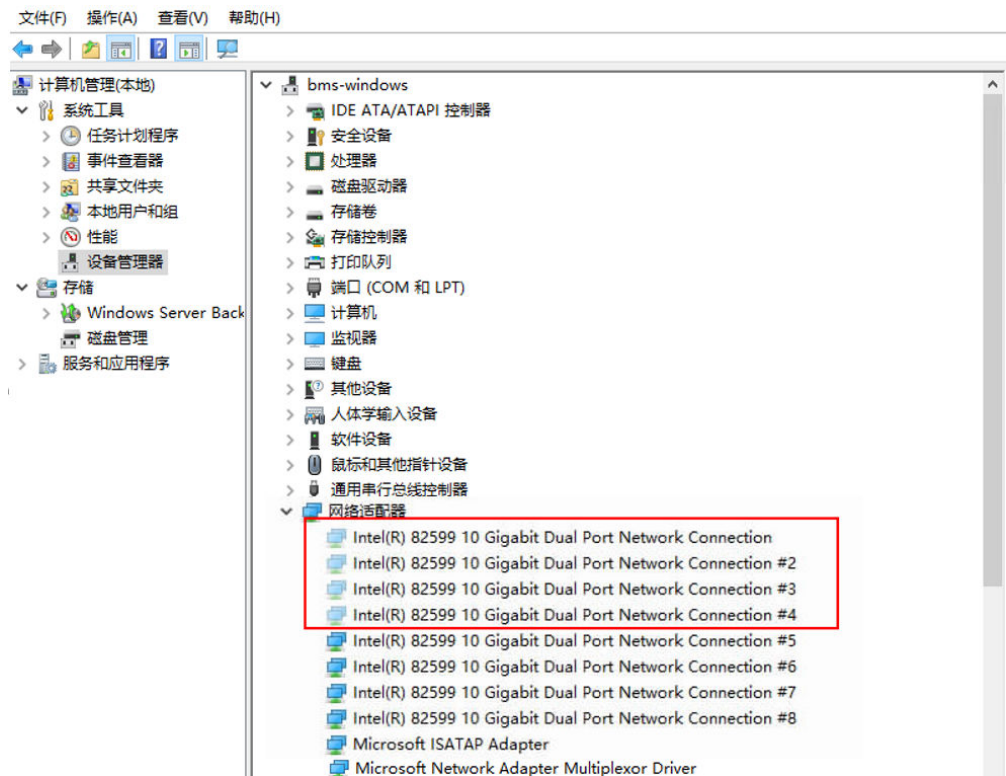 文件(F) 操作(A) 查看(V) 帮助(H)
计算机管理(本地)
系统工具
任务计划程序
事件查看器
共享文件夹
本地用户和组
性能
设备管理器
存储
Windows Server Back
磁盘管理
服务和应用程序
bms-windows
IDE ATA/ATAPI 控制器
安全设备
处理器
磁盘驱动器
存储卷
存储控制器
打印队列
端口 (COM 和 LPT)
计算机
监视器
键盘
其他设备
人体学输入设备
软件设备
鼠标和其他指针设备
通用串行总线控制器
网络适配器
Intel(R) 82599 10 Gigabit Dual Port Network Connection
Intel(R) 82599 10 Gigabit Dual Port Network Connection #2
Intel(R) 82599 10 Gigabit Dual Port Network Connection #3
Intel(R) 82599 10 Gigabit Dual Port Network Connection #4
Intel(R) 82599 10 Gigabit Dual Port Network Connection #5
Intel(R) 82599 10 Gigabit Dual Port Network Connection #6
Intel(R) 82599 10 Gigabit Dual Port Network Connection #7
Intel(R) 82599 10 Gigabit Dual Port Network Connection #8
Microsoft ISATAP Adapter
Microsoft Network Adapter Multiplexor Driver